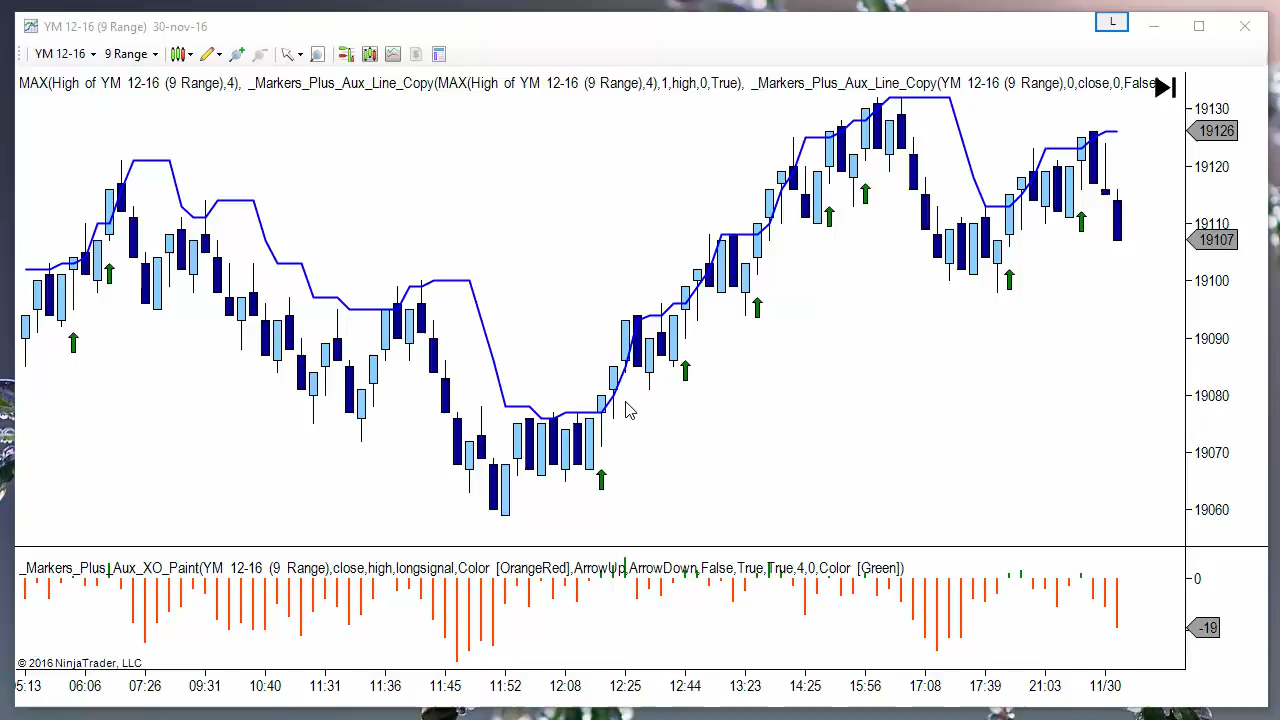 YM 12-16 (9 Range) 30-nov-16
L
YM 12-16 9 Range
MAX(High of YM 12-16 (9 Range),4), _Markers_Plus_Aux_Line_Copy(MAX(High of YM 12-16 (9 Range),4),1,high,0,True), _Markers_Plus_Aux_Line_Copy(YM 12-16 (9 Range),0,close,0,False
19130
19126
19120
19110
19107
19100
19090
19080
19070
19060
_Markers_Plus_Aux_XO_Paint(YM 12-16 (9 Range),close,high,longsignal,Color [OrangeRed],ArrowUp,ArrowDown,False,True,True,4,0,Color [Green])
0
-19
© 2016 NinjaTrader, LLC
05:13 06:06 07:26 09:31 10:40 11:31 11:36 11:45 11:52 12:08 12:25 12:44 13:23 14:25 15:56 17:08 17:39 21:03 11/30